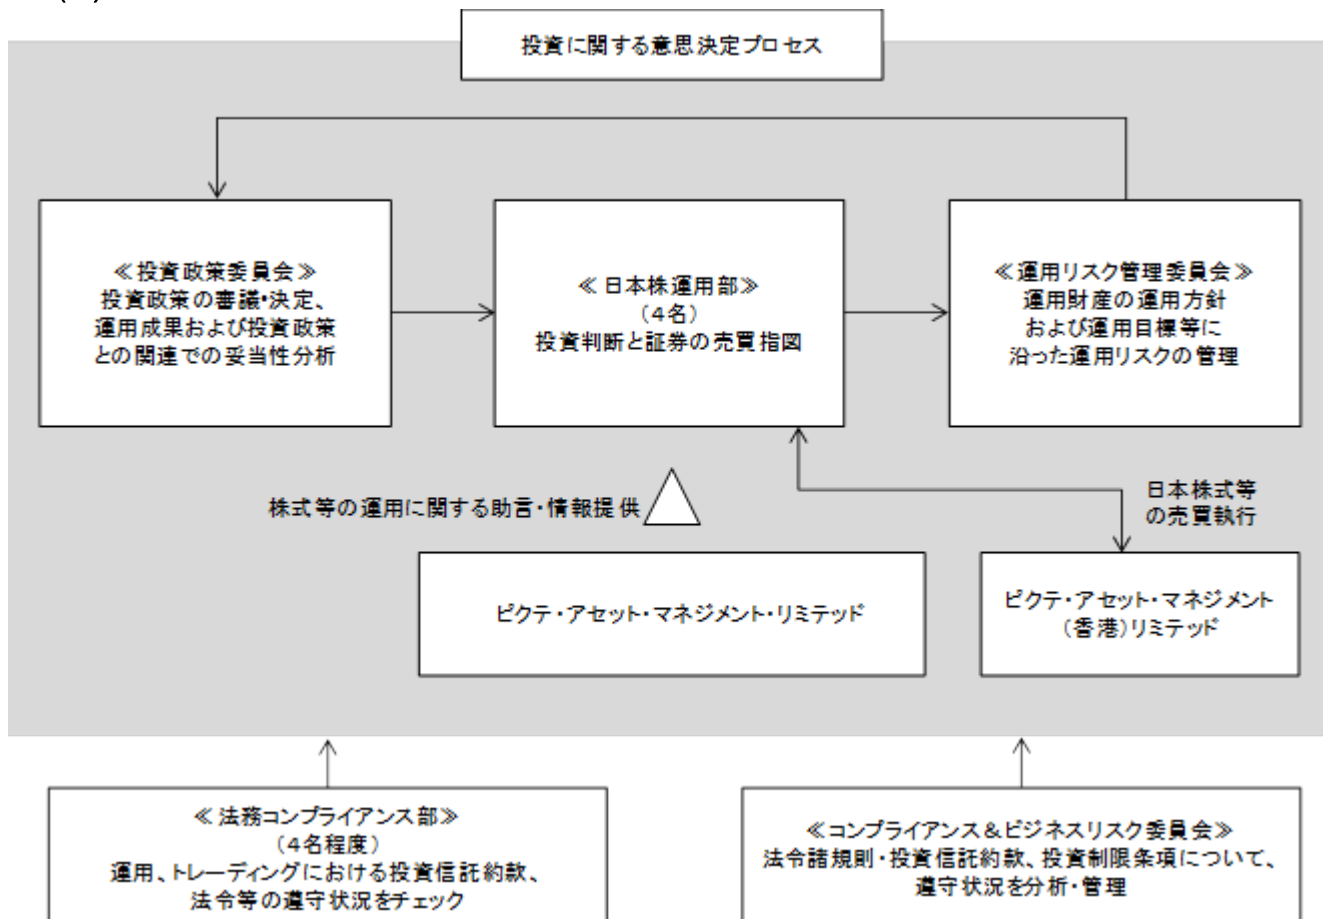 投資に関する意思決定プロセス
≪投資政策委員会≫
投資政策の審議・決定、
運用成果および投資政策
との関連での妥当性分析
≪日本株運用部≫
(4名)
投資判断と証券の売買指図
≪運用リスク管理委員会≫
運用財産の運用方針
および運用目標等に
沿った運用リスクの管理
株式等の運用に関する助言・情報提供
日本株式等
の売買執行
ピクテ・アセット・マネジメント・リミテッド
ピクテ・アセット・マネジメント
(香港)リミテッド
≪法務コンプライアンス部≫
(4名程度)
運用、トレーディングにおける投資信託約款、
法令等の遵守状況をチェック
≪コンプライアンス&ビジネスリスク委員会≫
法令諸規則・投資信託約款、投資制限条項について、
遵守状況を分析・管理